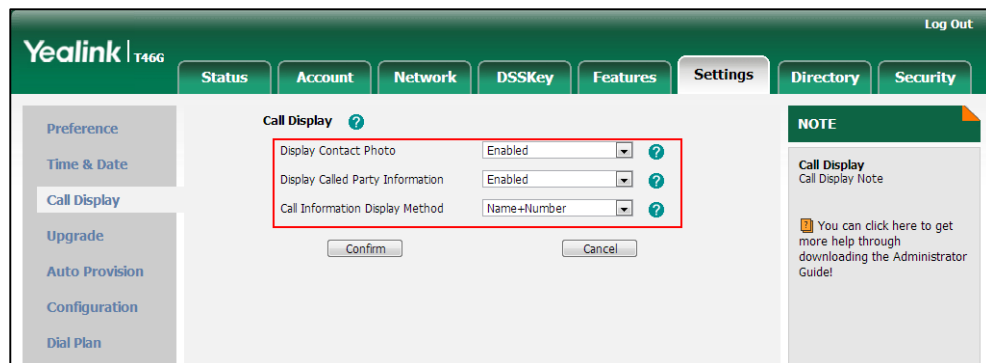 Log Out
Yealink T46G
Status Account Network DSSKey Features Settings Directory Security
Preference
Time & Date
Call Display
Upgrade
Auto Provision
Configuration
Dial Plan
Call Display ?
Display Contact Photo Enabled ?
Display Called Party Information Enabled ?
Call Information Display Method Name+Number ?
Confirm Cancel
NOTE
Call Display
Call Display Note
? You can click here to get
more help through
downloading the Administrator
Guide!